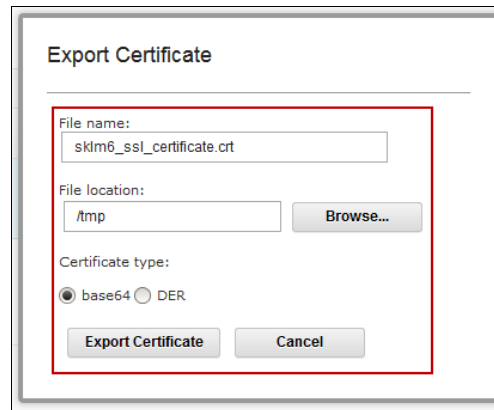 Export Certificate
File name:
sklm6_ssl_certificate.crt
File location:
/tmp
Browse...
Certificate type:
base64 DER
Export Certificate Cancel